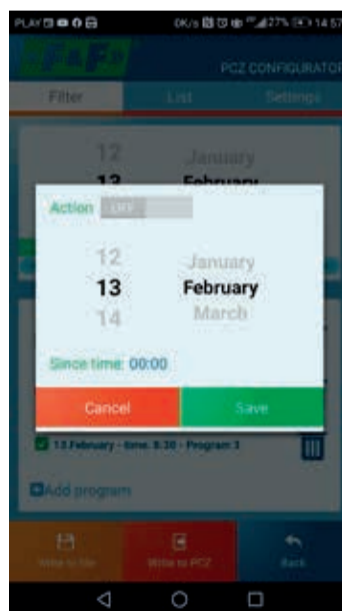 PLAY 0K/s 27% 14:57
F&F
PCZ CONFIGURATOR
Filter List Settings
12 January
13 February
Action OFF
12 January
13 February
14 March
Since time: 00:00
Cancel Save
13 February - time: 8:30 - Program 3
Add program
Write to file Write to PCZ Back